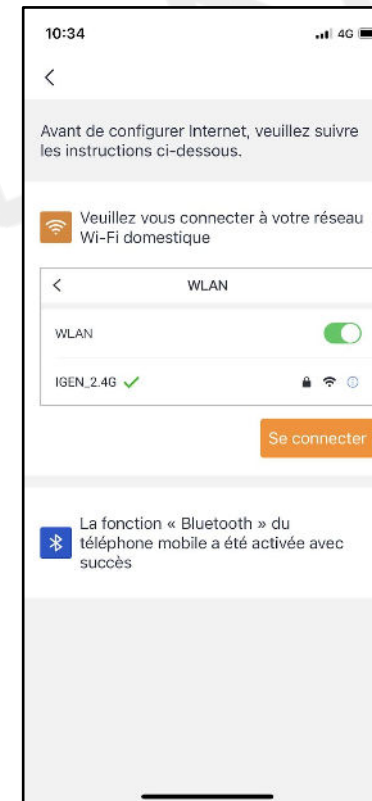 10:34
4G
Avant de configurer Internet, veuillez suivre
les instructions ci-dessous.
Veuillez vous connecter à votre réseau
Wi-Fi domestique
WLAN
WLAN
IGEN_2.4G
Se connecter
La fonction « Bluetooth » du
téléphone mobile a été activée avec
succès